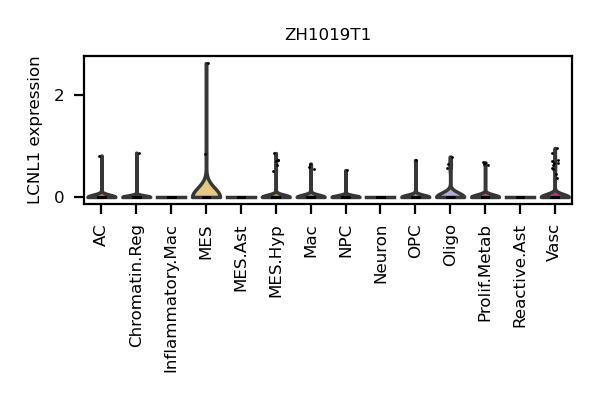 ZH1019T1
LCNL1 expression
2
0
AC
Chromatin.Reg
Inflammatory.Mac
MES
MES.Ast
MES.Hyp
Mac
NPC
Neuron
OPC
Oligo
Prolif.Metab
Reactive.Ast
Vasc